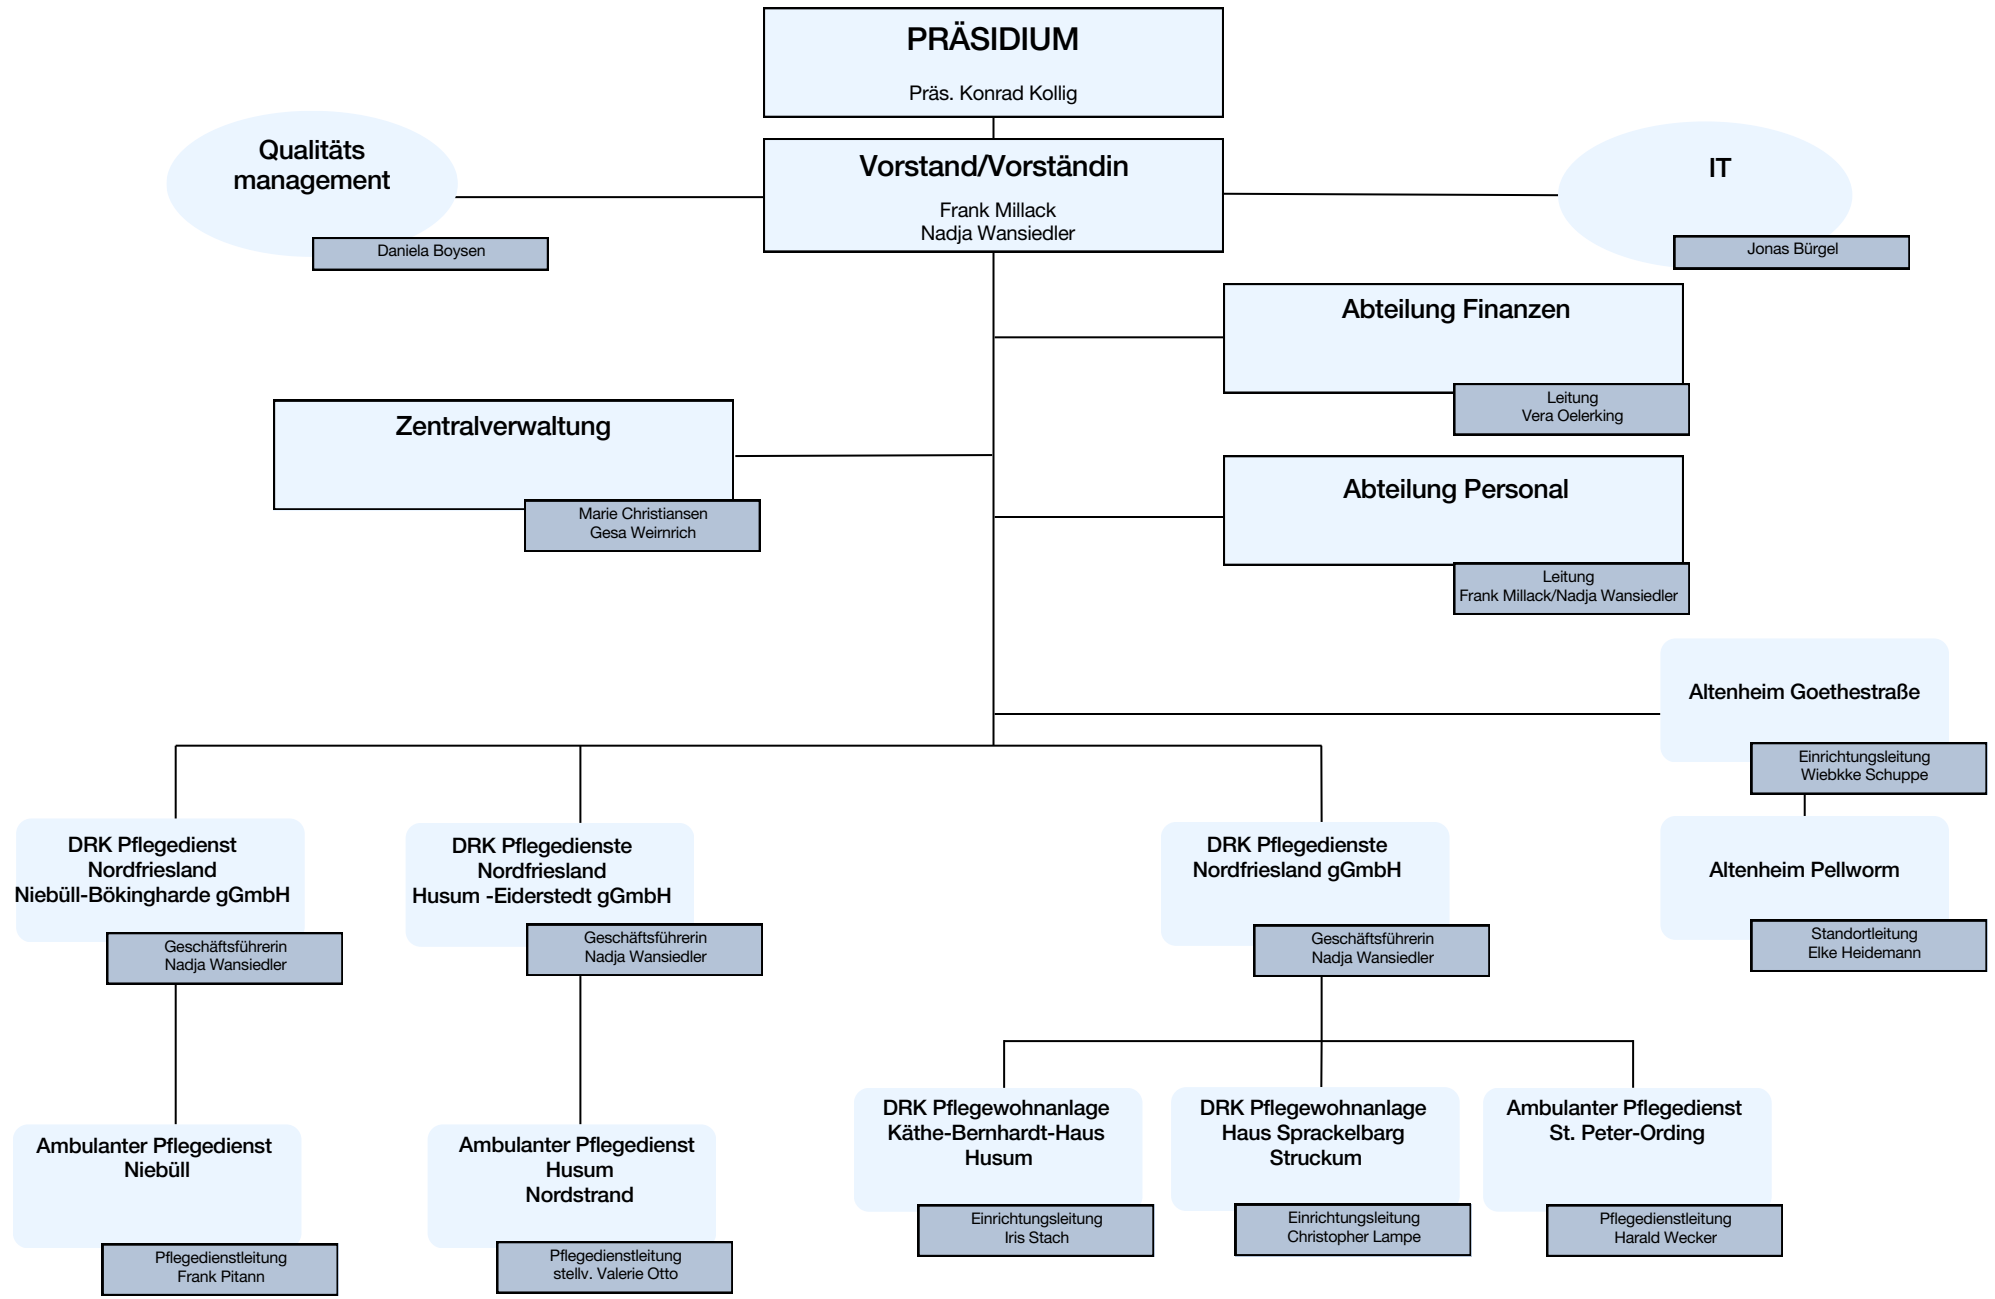 PRÄSIDIUM
Präs. Konrad Kollig
Qualitäts
management
Daniela Boysen
Vorstand/Vorständin
Frank Millack
Nadja Wansiedler
IT
Jonas Bürgel
Abteilung Finanzen
Leitung
Vera Oelerking
Zentralverwaltung
Marie Christiansen
Gesa Weirnrich
Abteilung Personal
Leitung
Frank Millack/Nadja Wansiedler
Altenheim Goethestraße
Einrichtungsleitung
Wiebkke Schuppe
DRK Pflegedienst
Nordfriesland
Niebüll-Bökingharde gGmbH
Geschäftsführerin
Nadja Wansiedler
DRK Pflegedienste
Nordfriesland
Husum -Eiderstedt gGmbH
Geschäftsführerin
Nadja Wansiedler
DRK Pflegedienste
Nordfriesland gGmbH
Geschäftsführerin
Nadja Wansiedler
Altenheim Pellworm
Standortleitung
Elke Heidemann
Ambulanter Pflegedienst
Niebüll
Pflegedienstleitung
Frank Pitann
Ambulanter Pflegedienst
Husum
Nordstrand
Pflegedienstleitung
stellv. Valerie Otto
DRK Pflegewohnanlage
Käthe-Bernhardt-Haus
Husum
Einrichtungsleitung
Iris Stach
DRK Pflegewohnanlage
Haus Sprackelbarg
Struckum
Einrichtungsleitung
Christopher Lampe
Ambulanter Pflegedienst
St. Peter-Ording
Pflegedienstleitung
Harald Wecker